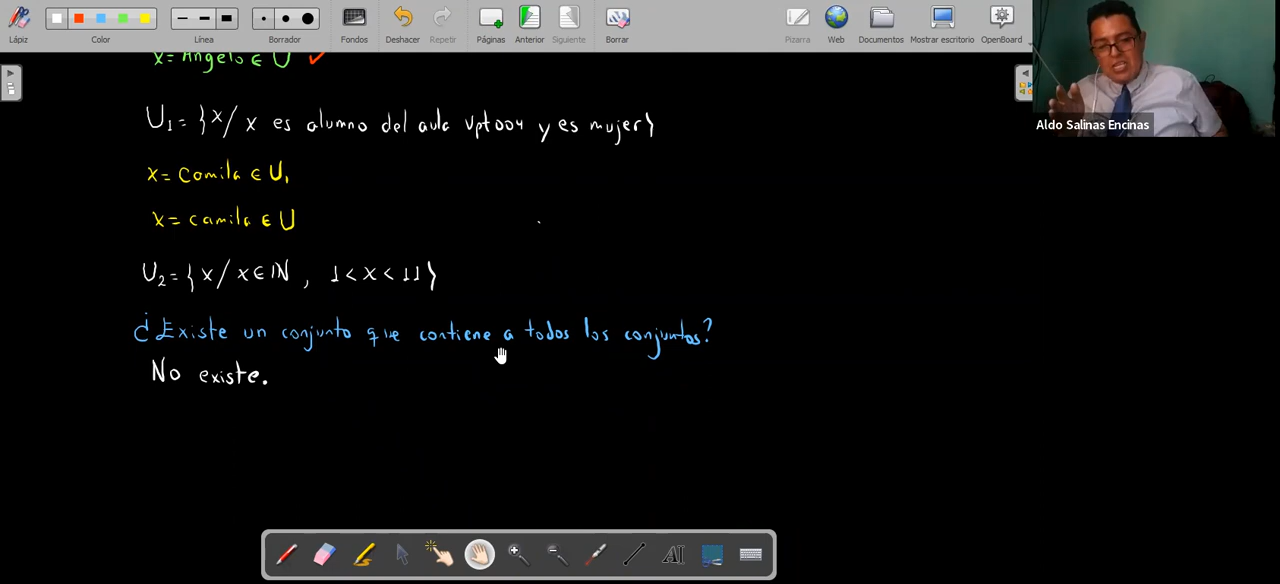 Lápiz Color Línea Borrador Fondos Deshacer Repetir Páginas Anterior Siguiente Borrar Pizarra Web Documentos Mostrar escritorio OpenBoard
x = Angelo ∈ U ✓
U₁ = {x/x es alumno del aula vpt004 y es mujer}
x = Camila ∈ U₁
x = camila ∈ U
U₂ = {x/x∈ℕ, 1<x<11}
¿Existe un conjunto que contiene a todos los conjuntos?
No existe.
Aldo Salinas Encinas
AI